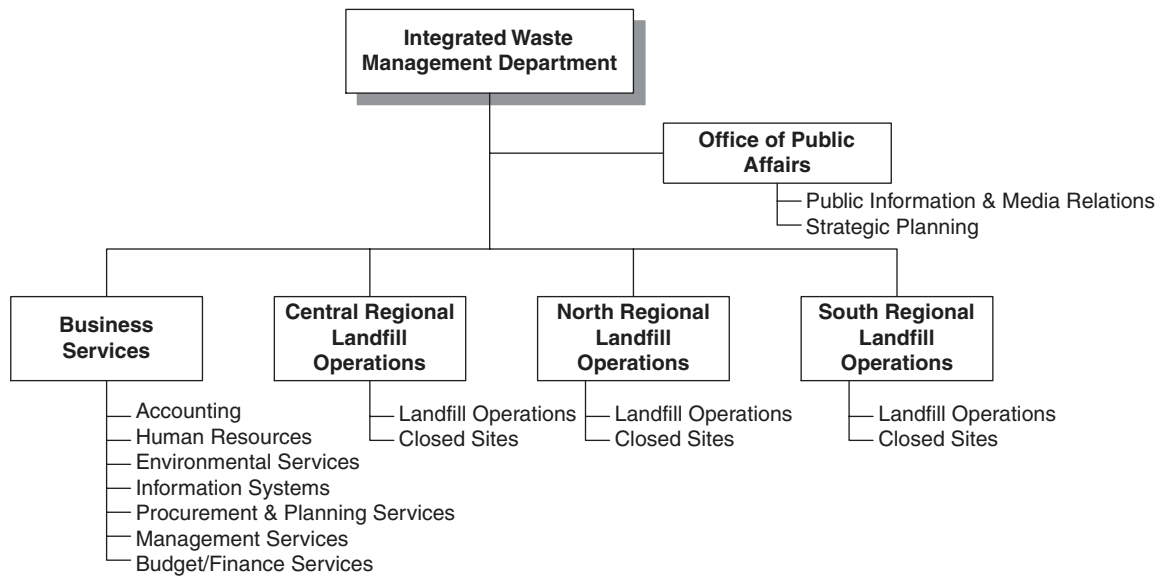 Integrated Waste
Management Department
Office of Public
Affairs
Public Information & Media Relations
Strategic Planning
Business
Services
Accounting
Human Resources
Environmental Services
Information Systems
Procurement & Planning Services
Management Services
Budget/Finance Services
Central Regional
Landfill
Operations
Landfill Operations
Closed Sites
North Regional
Landfill
Operations
Landfill Operations
Closed Sites
South Regional
Landfill
Operations
Landfill Operations
Closed Sites